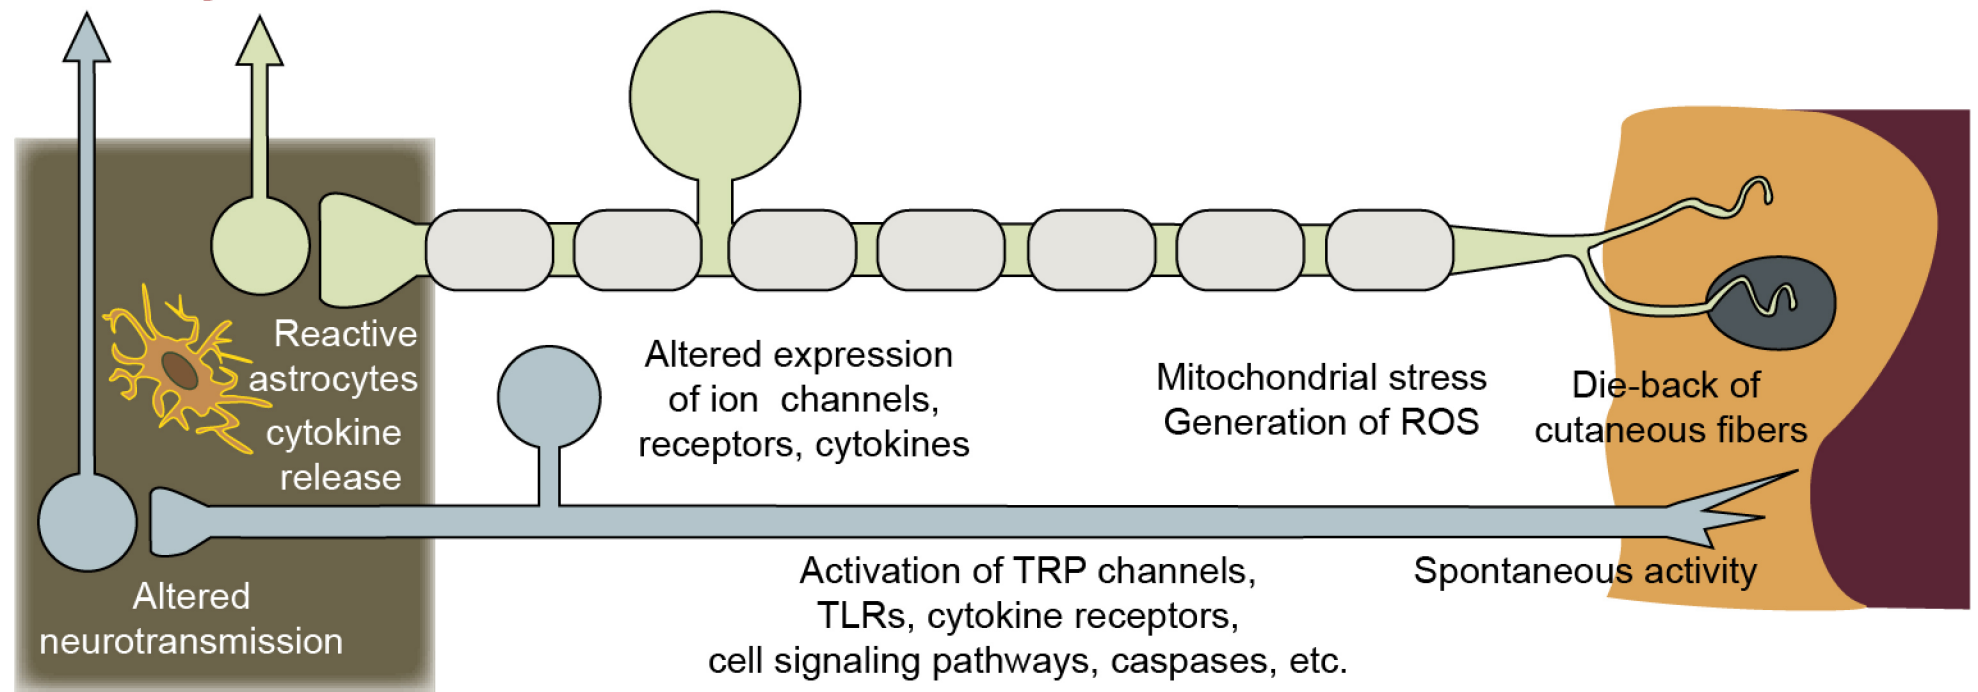 Reactive
astrocytes
cytokine
release
Altered expression
of ion channels,
receptors, cytokines
Mitochondrial stress
Generation of ROS
Die-back of
cutaneous fibers
Altered
neurotransmission
Activation of TRP channels,
TLRs, cytokine receptors,
cell signaling pathways, caspases, etc.
Spontaneous activity